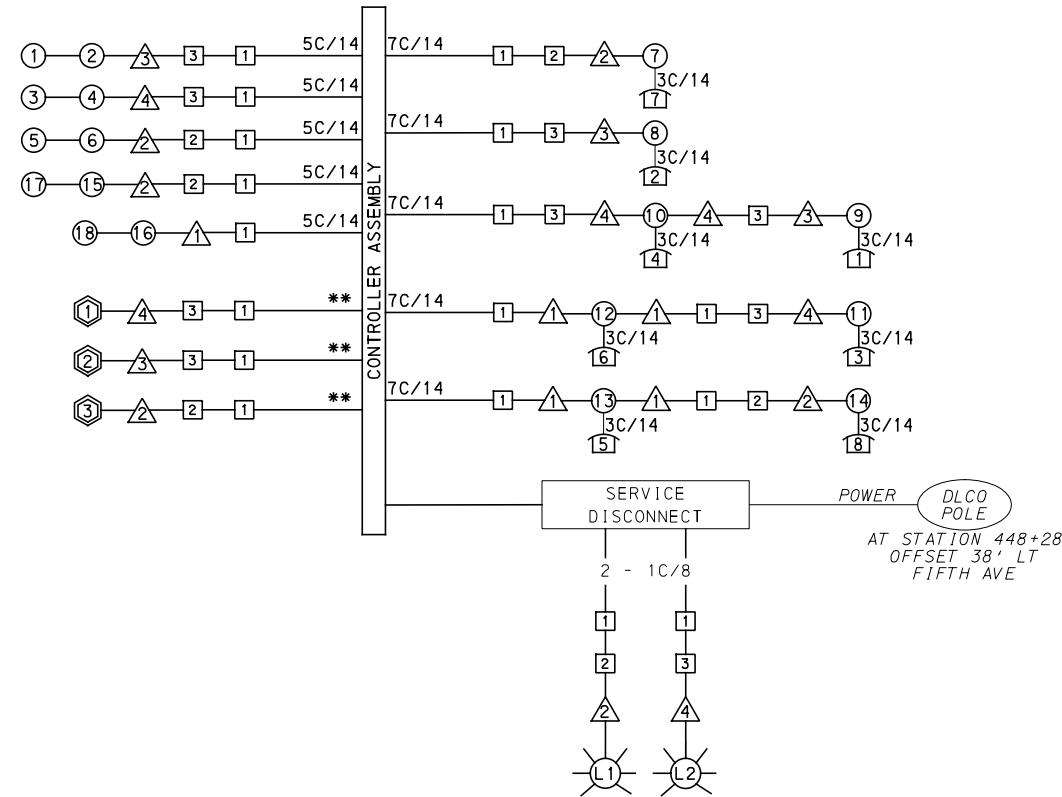 1 2 3 3 1 5C/14
3 4 4 3 1 5C/14
5 6 2 2 1 5C/14
17 15 2 2 1 5C/14
18 16 1 1 5C/14
1 4 3 1 **
2 3 3 1 **
3 2 2 1 **
CONTROLLER ASSEMBLY
7C/14 1 2 2 7
3C/14
7
7C/14 1 3 3 8
3C/14
2
7C/14 1 3 4 10 4 3 3 9
3C/14 3C/14
4 1
7C/14 1 1 12 1 1 3 4 11
3C/14 3C/14
6 3
7C/14 1 1 13 1 1 2 2 14
3C/14 3C/14
5 8
SERVICE
DISCONNECT
POWER
DLCO
POLE
AT STATION 448+28
OFFSET 38' LT
FIFTH AVE
2 - 1C/8
1 1
2 3
2 4
L1 L2